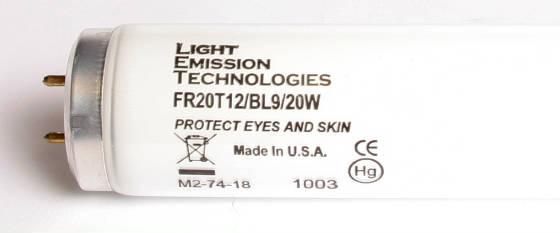 LIGHT
EMISSION
TECHNOLOGIES
FR20T12/BL9/20W
PROTECT EYES AND SKIN
Made In U.S.A.
CE
Hg
M2-74-18 1003